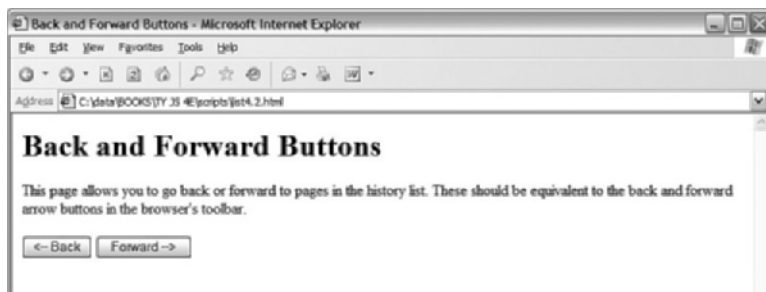 Back and Forward Buttons - Microsoft Internet Explorer
File Edit View Favorites Tools Help
Address C:\data\BOOKS\TY JS 4E\scripts\list4.2.html
Back and Forward Buttons
This page allows you to go back or forward to pages in the history list. These should be equivalent to the back and forward
arrow buttons in the browser's toolbar.
<-- Back Forward -->